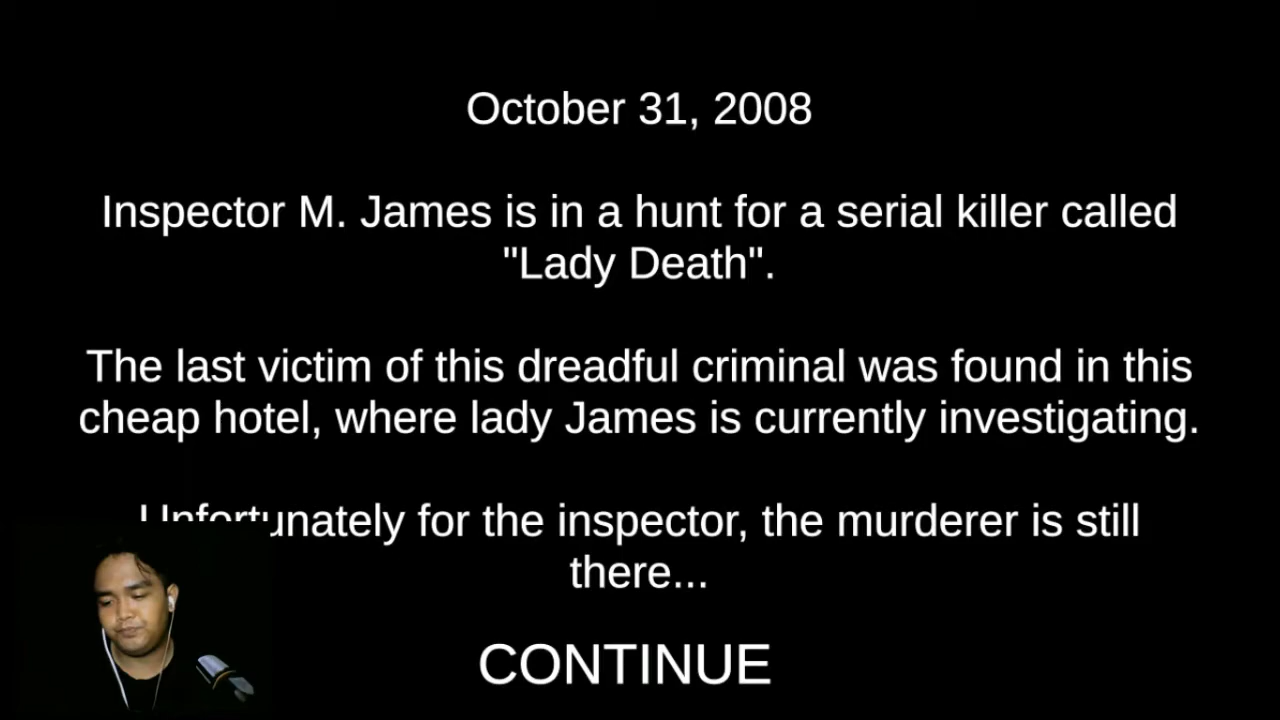 October 31, 2008
Inspector M. James is in a hunt for a serial killer called
"Lady Death".
The last victim of this dreadful criminal was found in this
cheap hotel, where lady James is currently investigating.
Unfortunately for the inspector, the murderer is still
there...
CONTINUE